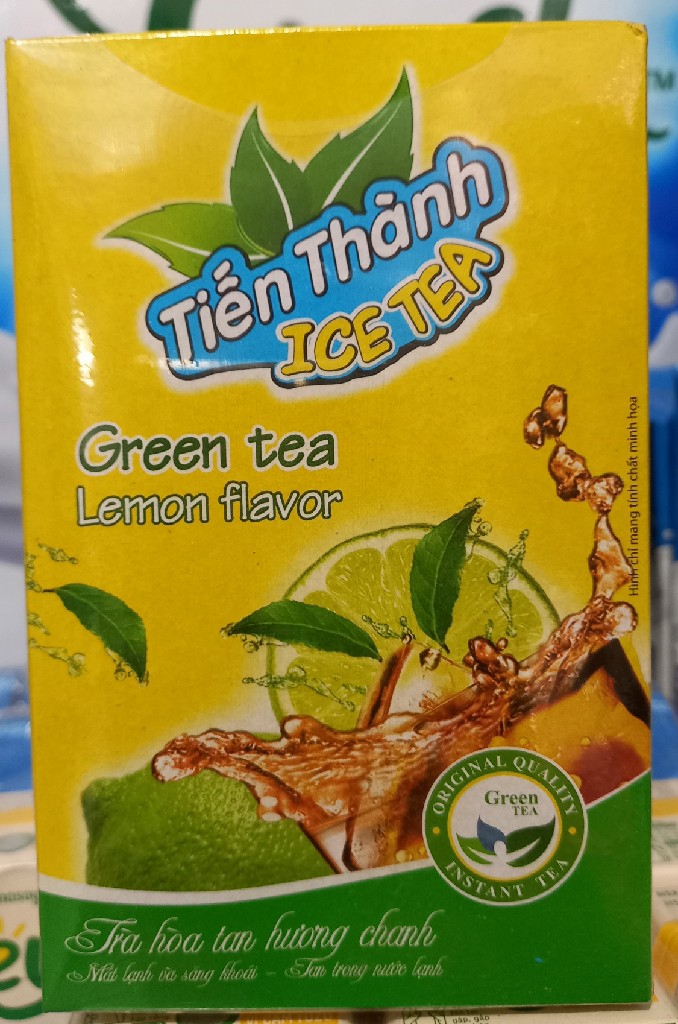 Tiến Thành
ICE TEA
Green tea
Lemon flavor
Hình chỉ mang tính chất minh họa
ORIGINAL QUALITY
Green
TEA
INSTANT TEA
Trà hòa tan hương chanh
Mát lạnh và sảng khoái - Tan trong nước lạnh
TM